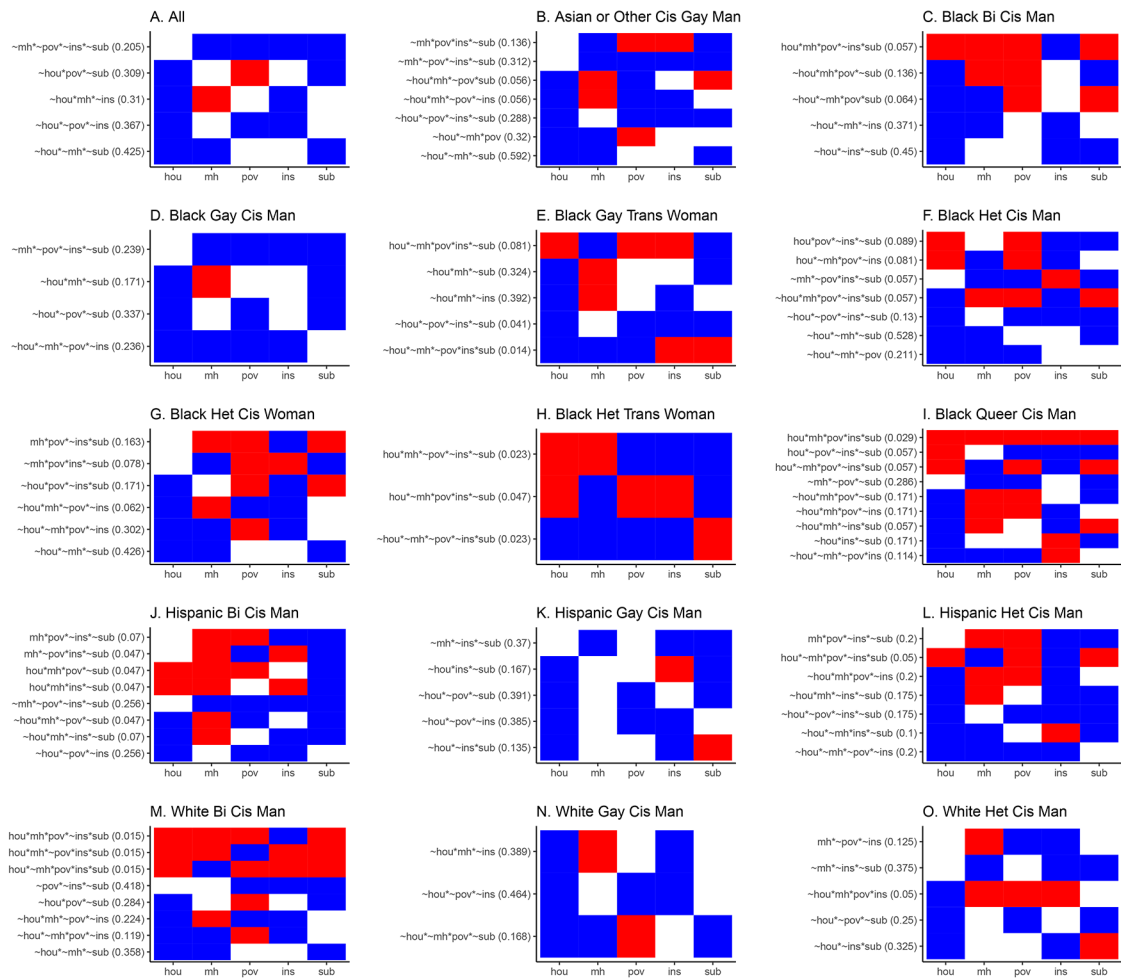 A. All
~mh*~pov*~ins*~sub (0.205)
~hou*pov*~sub (0.309)
~hou*mh*~ins (0.31)
~hou*~pov*~ins (0.367)
~hou*~mh*~sub (0.425)
hou mh pov ins sub
B. Asian or Other Cis Gay Man
~mh*pov*ins*~sub (0.136)
~mh*~pov*~ins*~sub (0.312)
~hou*mh*~pov*sub (0.056)
~hou*mh*~pov*~ins (0.056)
~hou*~pov*~ins*~sub (0.288)
~hou*~mh*pov (0.32)
~hou*~mh*~sub (0.592)
hou mh pov ins sub
C. Black Bi Cis Man
hou*mh*pov*~ins*sub (0.057)
~hou*mh*pov*~sub (0.136)
~hou*~mh*pov*sub (0.064)
~hou*~mh*~ins (0.371)
~hou*~ins*~sub (0.45)
hou mh pov ins sub
D. Black Gay Cis Man
~mh*~pov*~ins*~sub (0.239)
~hou*mh*~sub (0.171)
~hou*~pov*~sub (0.337)
~hou*~mh*~pov*~ins (0.236)
hou mh pov ins sub
E. Black Gay Trans Woman
hou*~mh*pov*ins*~sub (0.081)
~hou*mh*~sub (0.324)
~hou*mh*~ins (0.392)
~hou*~pov*~ins*~sub (0.041)
~hou*~mh*~pov*ins*sub (0.014)
hou mh pov ins sub
F. Black Het Cis Man
hou*pov*~ins*~sub (0.089)
hou*~mh*pov*~ins (0.081)
~mh*~pov*ins*~sub (0.057)
~hou*mh*pov*~ins*sub (0.057)
~hou*~pov*~ins*~sub (0.13)
~hou*~mh*~sub (0.528)
~hou*~mh*~pov (0.211)
hou mh pov ins sub
G. Black Het Cis Woman
mh*pov*~ins*sub (0.163)
~mh*pov*ins*~sub (0.078)
~hou*pov*~ins*sub (0.171)
~hou*mh*~pov*~ins (0.062)
~hou*~mh*pov*~ins (0.302)
~hou*~mh*~sub (0.426)
hou mh pov ins sub
H. Black Het Trans Woman
hou*mh*~pov*~ins*~sub (0.023)
hou*~mh*pov*ins*~sub (0.047)
~hou*~mh*~pov*~ins*sub (0.023)
hou mh pov ins sub
I. Black Queer Cis Man
hou*mh*pov*ins*sub (0.029)
hou*~pov*~ins*~sub (0.057)
hou*~mh*pov*~ins*sub (0.057)
~mh*~pov*~sub (0.286)
~hou*mh*pov*~sub (0.171)
~hou*mh*pov*~ins (0.171)
~hou*mh*~ins*sub (0.057)
~hou*ins*~sub (0.171)
~hou*~mh*~pov*ins (0.114)
hou mh pov ins sub
J. Hispanic Bi Cis Man
mh*pov*~ins*~sub (0.07)
mh*~pov*ins*~sub (0.047)
hou*mh*pov*~sub (0.047)
hou*mh*ins*~sub (0.047)
~mh*~pov*~ins*~sub (0.256)
~hou*mh*~pov*~sub (0.047)
~hou*mh*~ins*~sub (0.07)
~hou*~pov*~ins (0.256)
hou mh pov ins sub
K. Hispanic Gay Cis Man
~mh*~ins*~sub (0.37)
~hou*ins*~sub (0.167)
~hou*~pov*~sub (0.391)
~hou*~pov*~ins (0.385)
~hou*~ins*sub (0.135)
hou mh pov ins sub
L. Hispanic Het Cis Man
mh*pov*~ins*~sub (0.2)
hou*~mh*pov*~ins*sub (0.05)
~hou*mh*pov*~ins (0.2)
~hou*mh*~ins*~sub (0.175)
~hou*~pov*~ins*~sub (0.175)
~hou*~mh*ins*~sub (0.1)
~hou*~mh*~pov*~ins (0.2)
hou mh pov ins sub
M. White Bi Cis Man
hou*mh*pov*~ins*sub (0.015)
hou*mh*~pov*ins*sub (0.015)
hou*~mh*pov*ins*sub (0.015)
~pov*~ins*~sub (0.418)
~hou*pov*~sub (0.284)
~hou*mh*~pov*~ins (0.224)
~hou*~mh*pov*~ins (0.119)
~hou*~mh*~sub (0.358)
hou mh pov ins sub
N. White Gay Cis Man
~hou*mh*~ins (0.389)
~hou*~pov*~ins (0.464)
~hou*~mh*pov*~sub (0.168)
hou mh pov ins sub
O. White Het Cis Man
mh*~pov*~ins (0.125)
~mh*~ins*~sub (0.375)
~hou*mh*pov*ins (0.05)
~hou*~pov*~sub (0.25)
~hou*~ins*sub (0.325)
hou mh pov ins sub